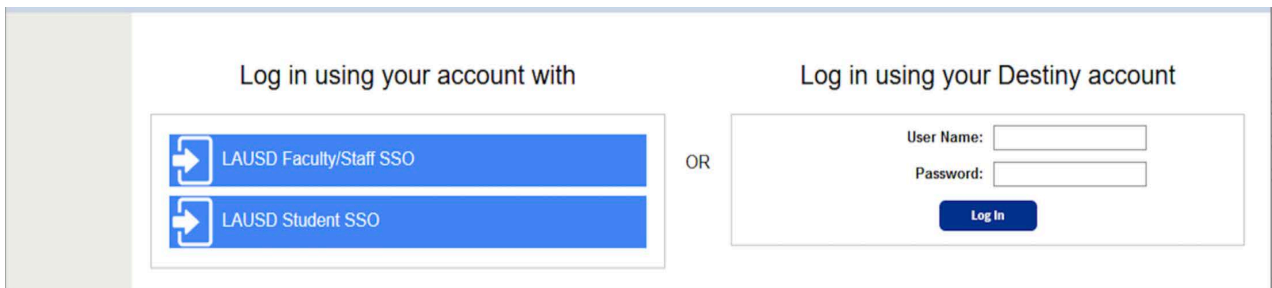 Log in using your account with
LAUSD Faculty/Staff SSO
LAUSD Student SSO
OR
Log in using your Destiny account
User Name:
Password:
Log In